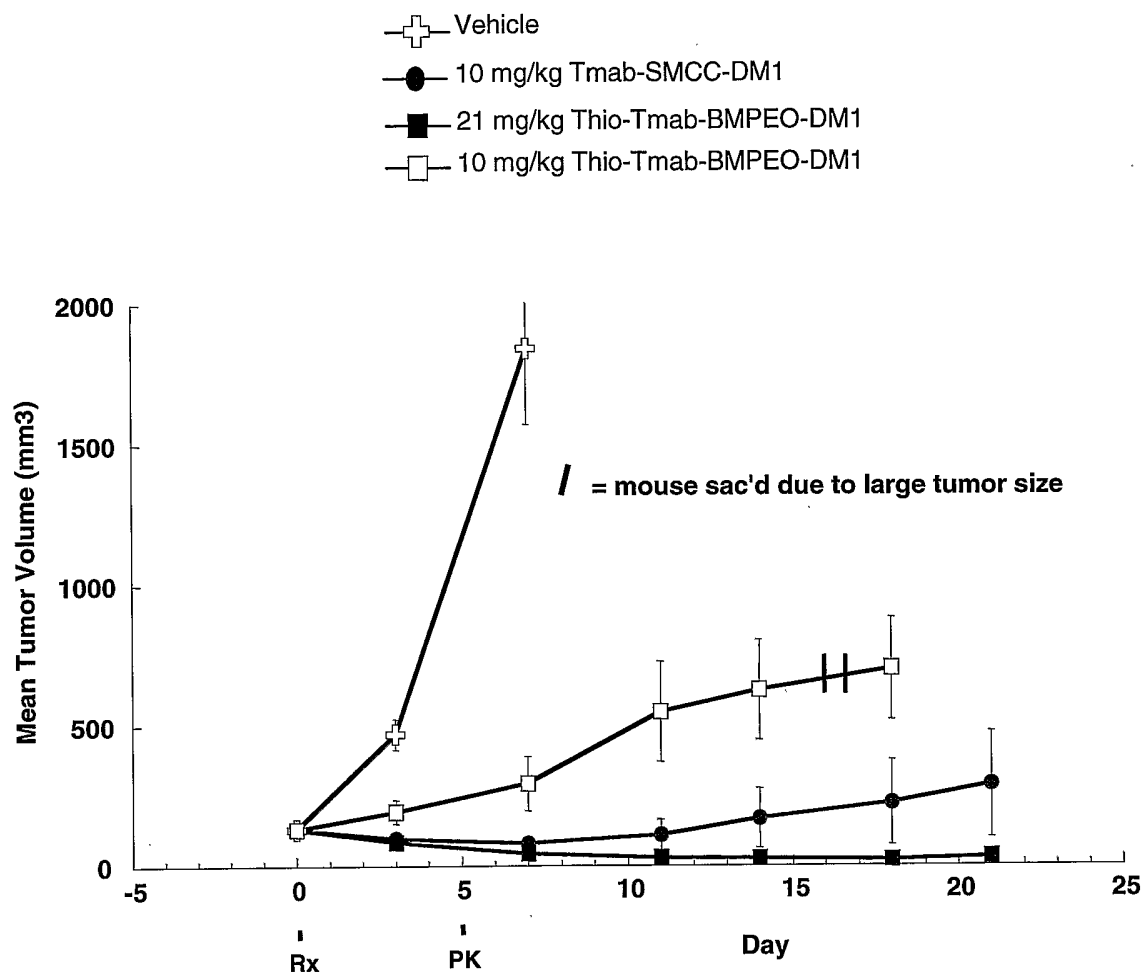 Vehicle
10 mg/kg Tmab-SMCC-DM1
21 mg/kg Thio-Tmab-BMPEO-DM1
10 mg/kg Thio-Tmab-BMPEO-DM1
2000
1500
1000
500
0
Mean Tumor Volume (mm3)
= mouse sac'd due to large tumor size
-5
0
5
10
15
20
25
Rx
PK
Day